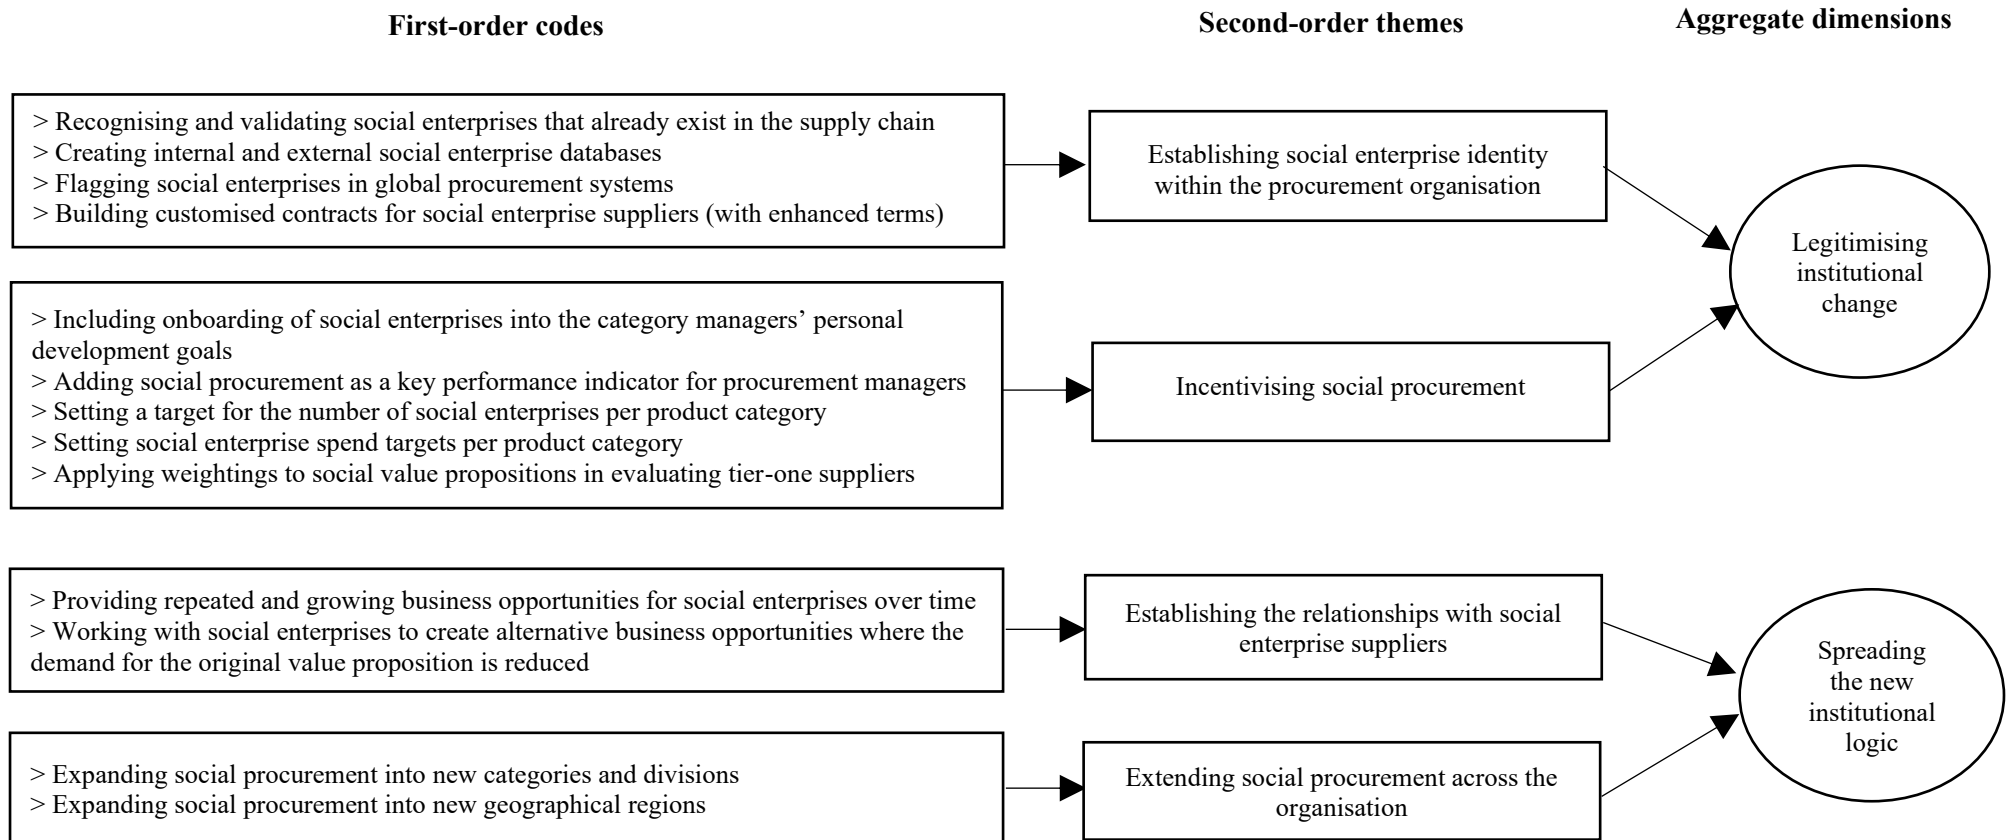 First-order codes
Second-order themes
Aggregate dimensions
> Recognising and validating social enterprises that already exist in the supply chain
> Creating internal and external social enterprise databases
> Flagging social enterprises in global procurement systems
> Building customised contracts for social enterprise suppliers (with enhanced terms)
Establishing social enterprise identity
within the procurement organisation
Legitimising
institutional
change
> Including onboarding of social enterprises into the category managers’ personal
development goals
> Adding social procurement as a key performance indicator for procurement managers
> Setting a target for the number of social enterprises per product category
> Setting social enterprise spend targets per product category
> Applying weightings to social value propositions in evaluating tier-one suppliers
Incentivising social procurement
> Providing repeated and growing business opportunities for social enterprises over time
> Working with social enterprises to create alternative business opportunities where the
demand for the original value proposition is reduced
Establishing the relationships with social
enterprise suppliers
Spreading
the new
institutional
logic
> Expanding social procurement into new categories and divisions
> Expanding social procurement into new geographical regions
Extending social procurement across the
organisation